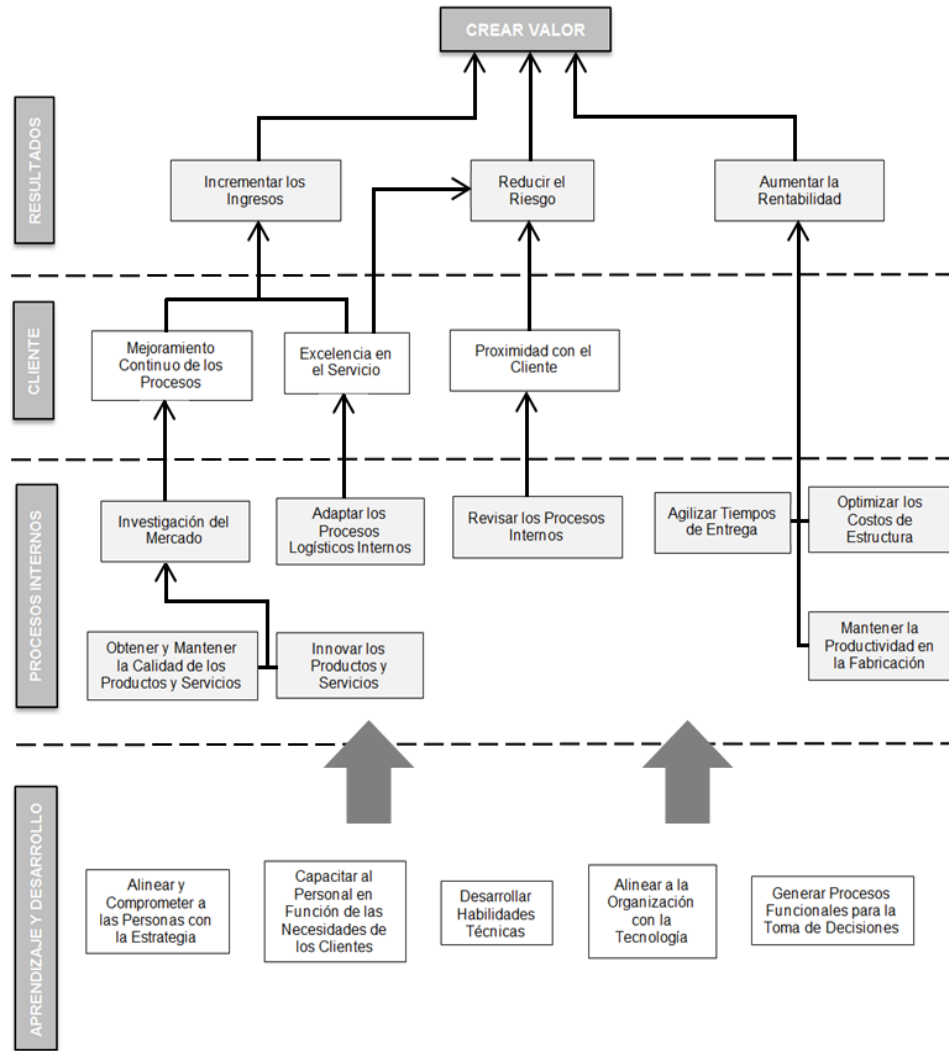 CREAR VALOR
RESULTADOS
Incrementar los
Ingresos
Reducir el
Riesgo
Aumentar la
Rentabilidad
CLIENTE
Mejoramiento
Continuo de los
Procesos
Excelencia en
el Servicio
Proximidad con el
Cliente
PROCESOS INTERNOS
Investigación del
Mercado
Adaptar los
Procesos
Logísticos Internos
Revisar los Procesos
Internos
Agilizar Tiempos
de Entrega
Optimizar los
Costos de
Estructura
Obtener y Mantener
la Calidad de los
Productos y Servicios
Innovar los
Productos y
Servicios
Mantener la
Productividad en
la Fabricación
APRENDIZAJE Y DESARROLLO
Alinear y
Comprometer a
las Personas con
la Estrategia
Capacitar al
Personal en
Función de las
Necesidades de
los Clientes
Desarrollar
Habilidades
Técnicas
Alinear a la
Organización
con la
Tecnología
Generar Procesos
Funcionales para la
Toma de Decisiones